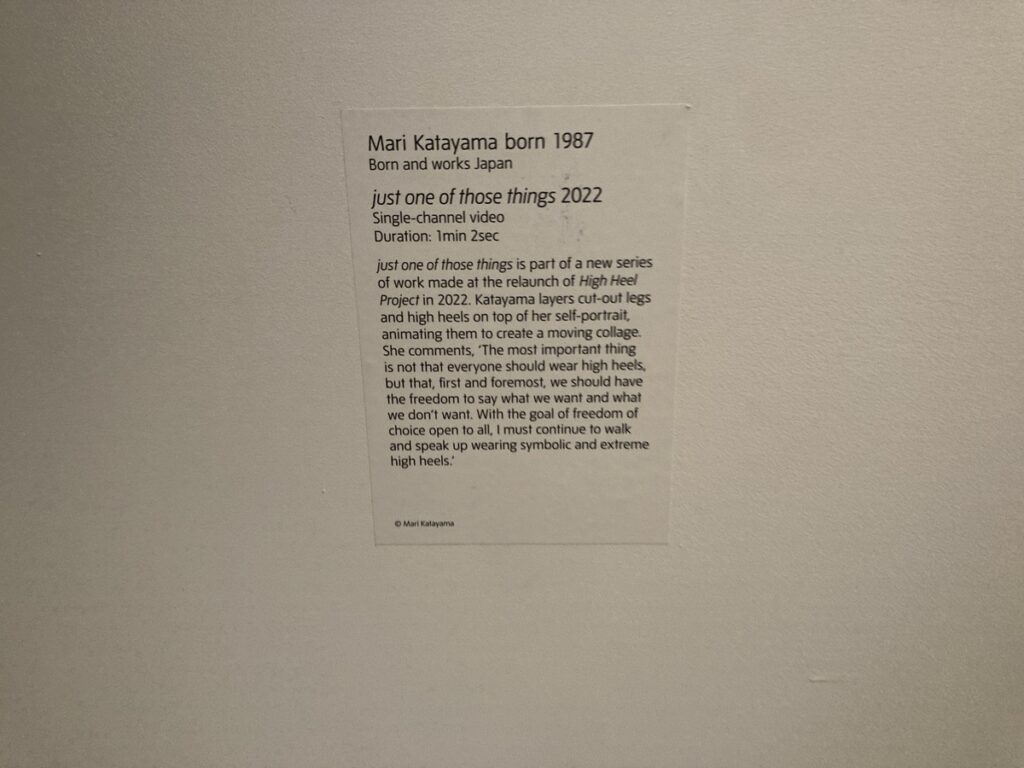 Mari Katayama born 1987
Born and works Japan
just one of those things 2022
Single-channel video
Duration: 1min 2sec
just one of those things is part of a new series
of work made at the relaunch of High Heel
Project in 2022. Katayama layers cut-out legs
and high heels on top of her self-portrait,
animating them to create a moving collage.
She comments, ‘The most important thing
is not that everyone should wear high heels,
but that, first and foremost, we should have
the freedom to say what we want and what
we don’t want. With the goal of freedom of
choice open to all, I must continue to walk
and speak up wearing symbolic and extreme
high heels.’
© Mari Katayama